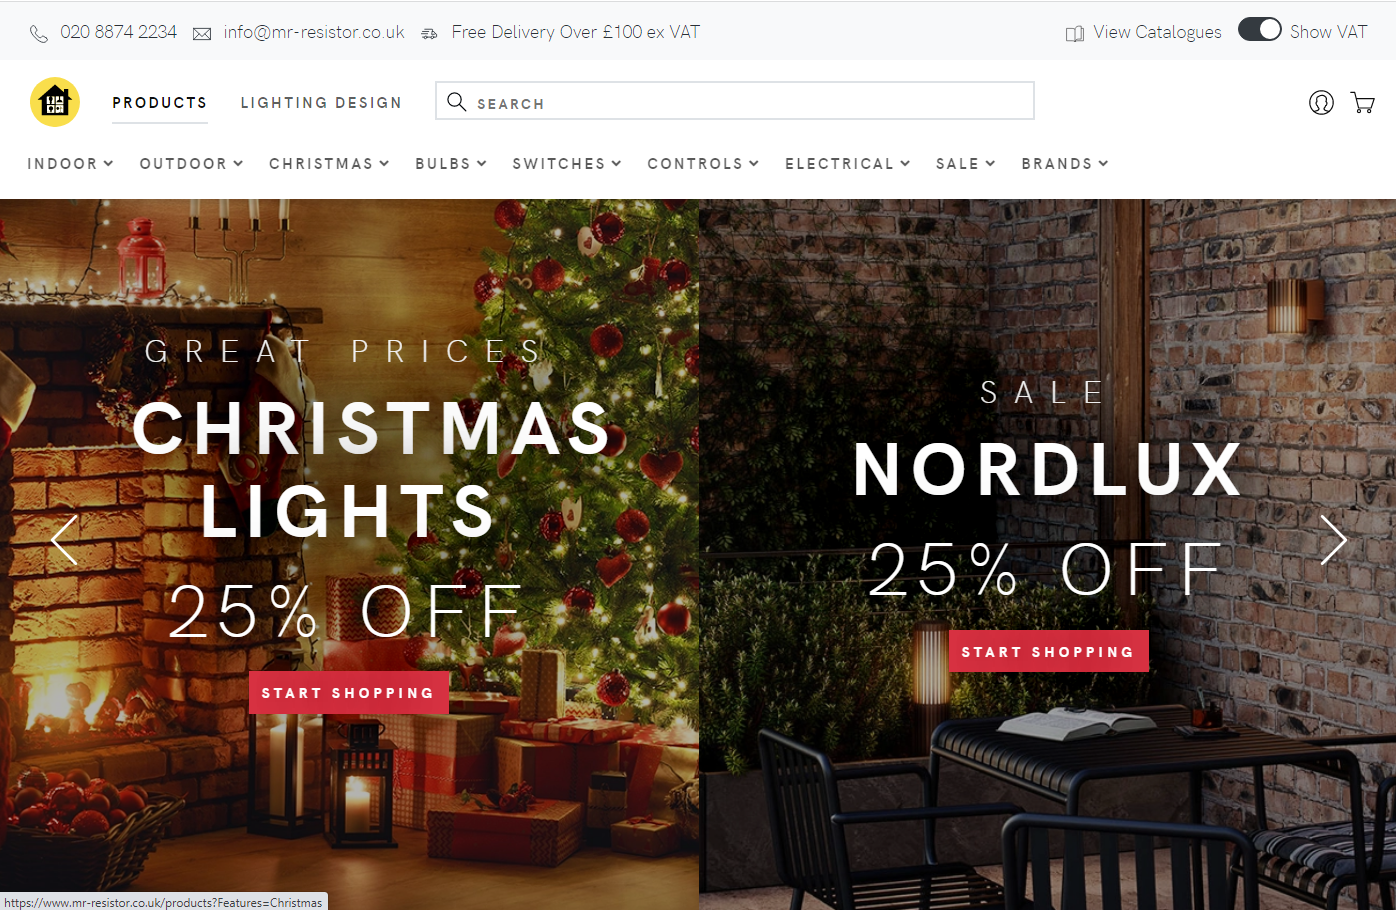 020 8874 2234 info@mr-resistor.co.uk Free Delivery Over £100 ex VAT View Catalogues Show VAT
PRODUCTS LIGHTING DESIGN SEARCH
INDOOR OUTDOOR CHRISTMAS BULBS SWITCHES CONTROLS ELECTRICAL SALE BRANDS
GREAT PRICES
CHRISTMAS
LIGHTS
25% OFF
START SHOPPING
SALE
NORDLUX
25% OFF
START SHOPPING
https://www.mr-resistor.co.uk/products?Features=Christmas